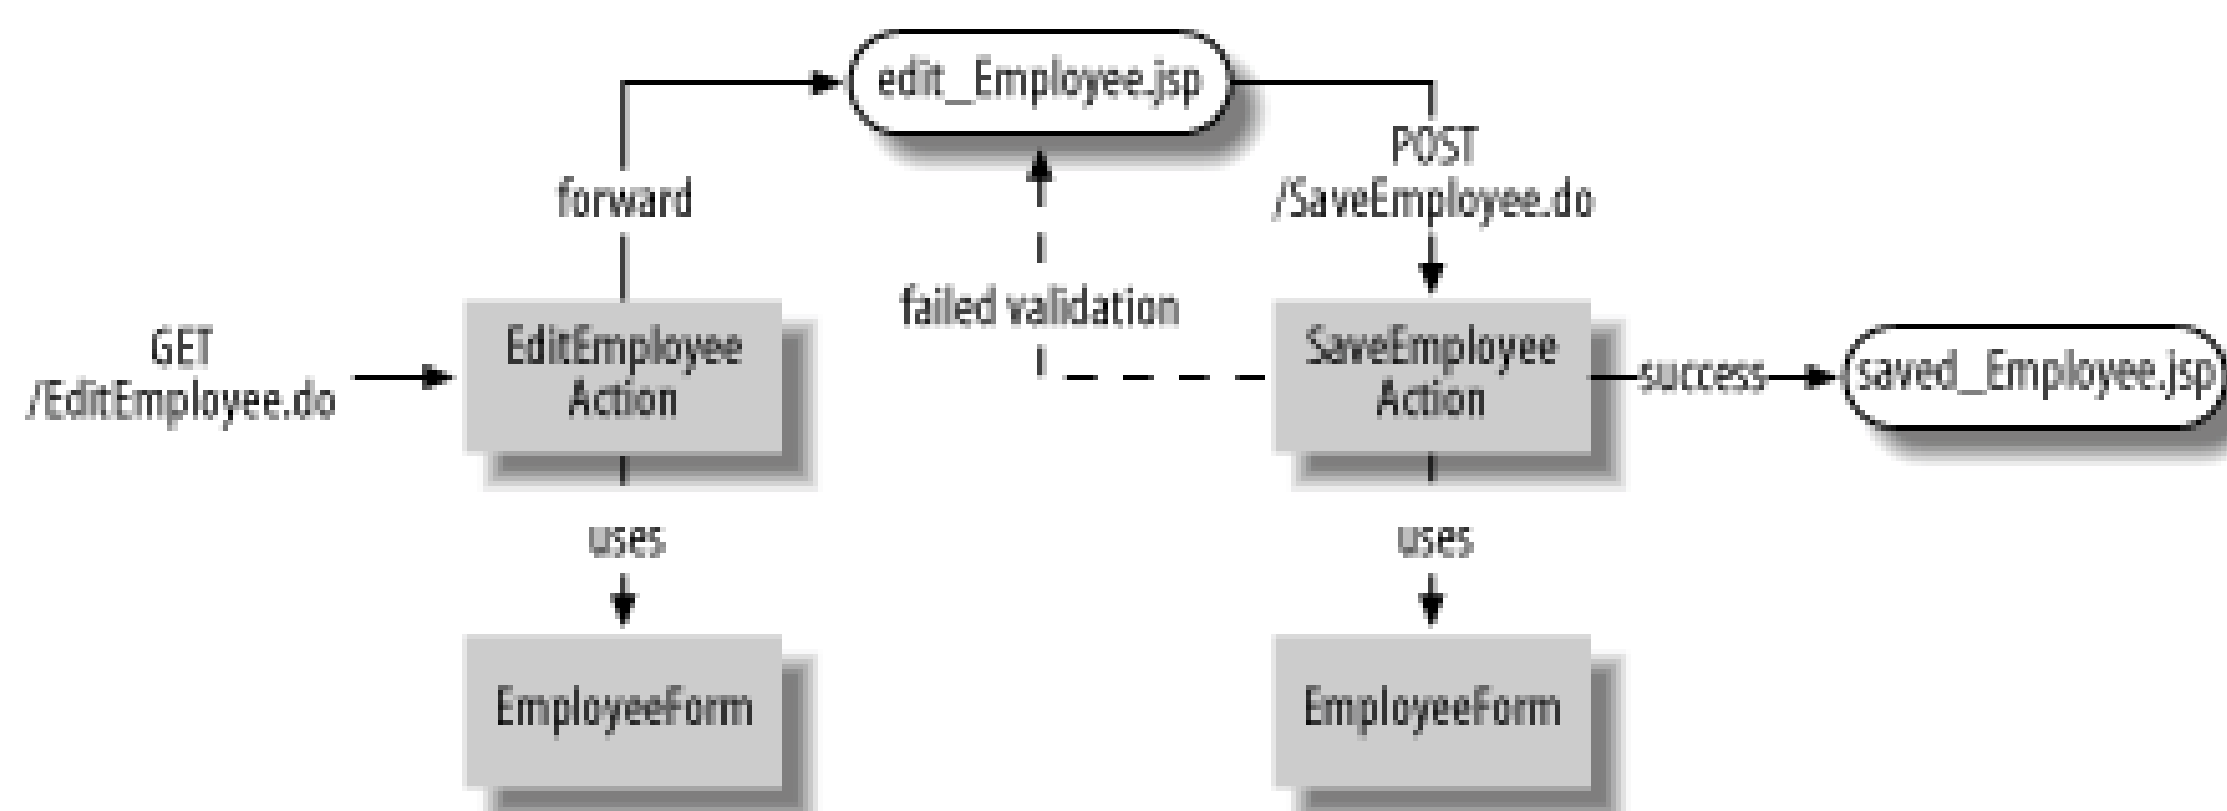 edit_Employee.jsp
POST
/SaveEmployee.do
forward
failed validation
GET
/EditEmployee.do
EditEmployee
Action
SaveEmployee
Action
success
saved_Employee.jsp
uses
uses
EmployeeForm
EmployeeForm